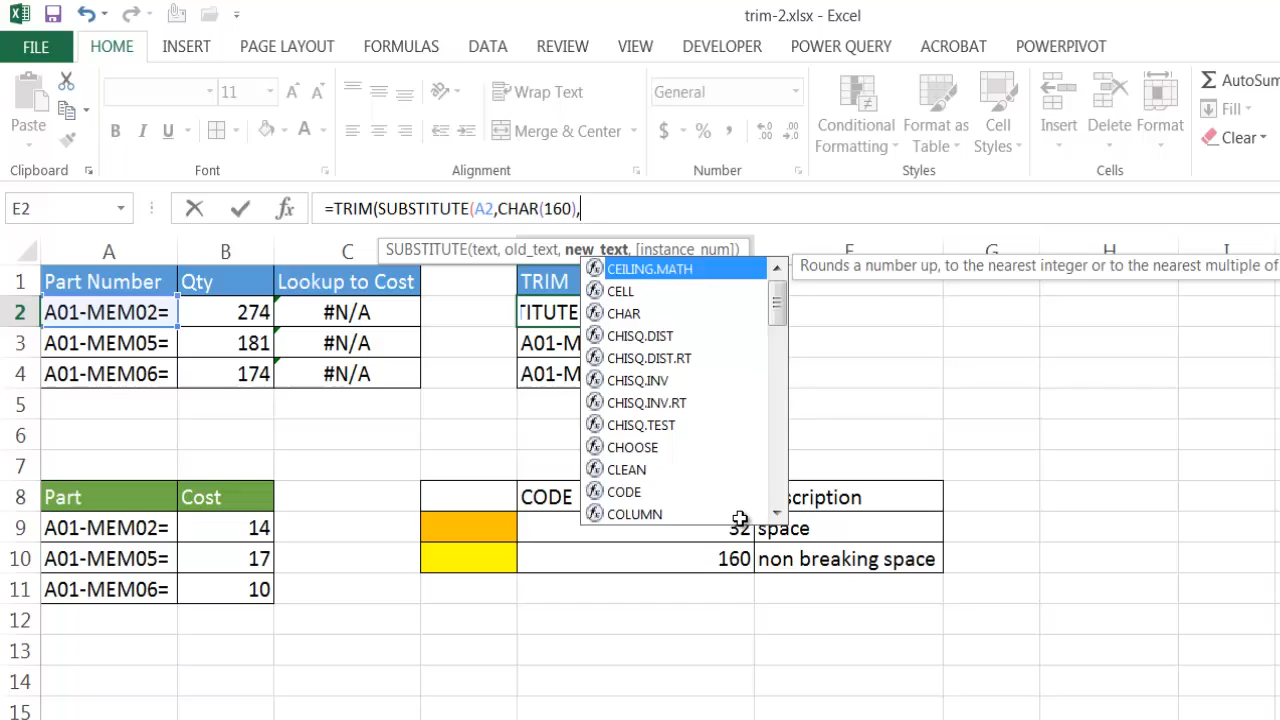 trim-2.xlsx - Excel
FILE HOME INSERT PAGE LAYOUT FORMULAS DATA REVIEW VIEW DEVELOPER POWER QUERY ACROBAT POWERPIVOT
11 Wrap Text General AutoSum
Paste B I U A Merge & Center $ % Conditional Formatting Format as Table Cell Styles Insert Delete Format Fill Clear
Clipboard Font Alignment Number Styles Cells
E2 fx =TRIM(SUBSTITUTE(A2,CHAR(160),
SUBSTITUTE(text, old_text, new_text, [instance_num])
A B C F G H I
CEILING.MATH Rounds a number up, to the nearest integer or to the nearest multiple of
CELL
CHAR
CHISQ.DIST
CHISQ.DIST.RT
CHISQ.INV
CHISQ.INV.RT
CHISQ.TEST
CHOOSE
CLEAN
CODE
COLUMN
1 Part Number Qty Lookup to Cost TRIM
2 A01-MEM02= 274 #N/A TITUTE
3 A01-MEM05= 181 #N/A A01-M
4 A01-MEM06= 174 #N/A A01-M
5
6
7
8 Part Cost CODE scription
9 A01-MEM02= 14 32 space
10 A01-MEM05= 17 160 non breaking space
11 A01-MEM06= 10
12
13
14
15